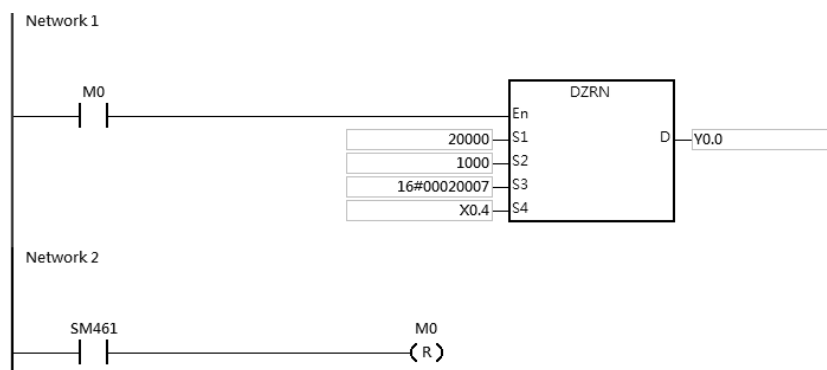 Network 1
M0
DZRN
En
20000 S1 D Y0.0
1000 S2
16#00020007 S3
X0.4 S4
Network 2
SM461 M0
R